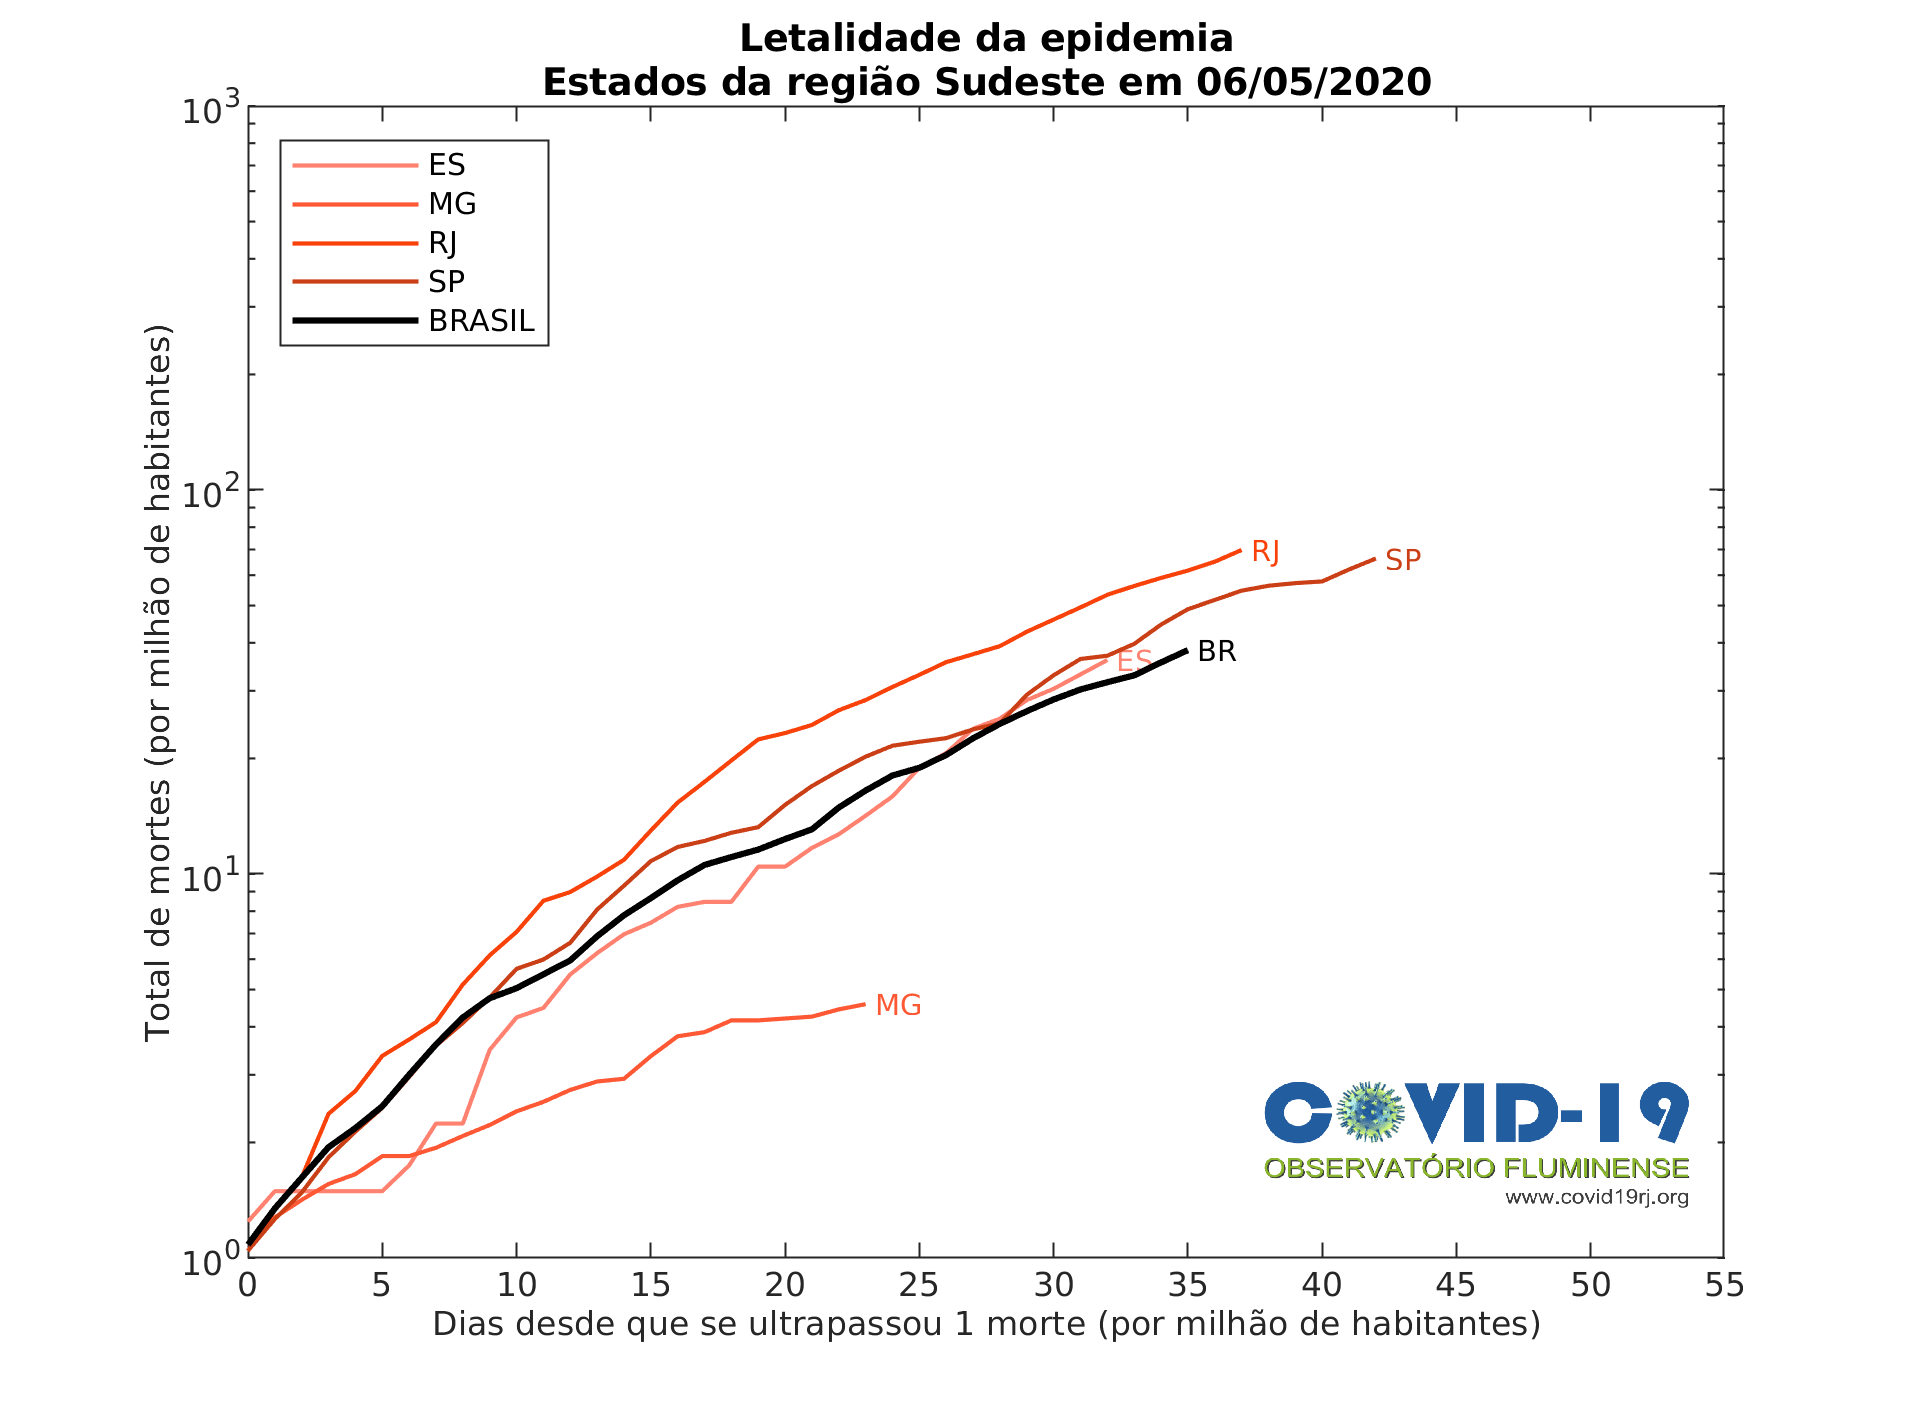 Letalidade da epidemia
Estados da região Sudeste em 06/05/2020
10³
10²
10¹
10⁰
Total de mortes (por milhão de habitantes)
ES
MG
RJ
SP
BRASIL
RJ
SP
BR
ES
MG
COVID-19
OBSERVATÓRIO FLUMINENSE
www.covid19rj.org
0 5 10 15 20 25 30 35 40 45 50 55
Dias desde que se ultrapassou 1 morte (por milhão de habitantes)